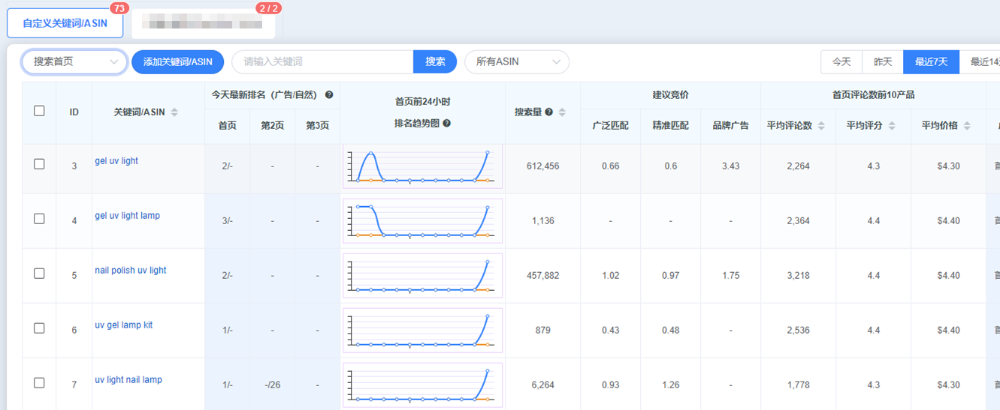 73
2 / 2
自定义关键词/ASIN
搜索首页
添加关键词/ASIN
请输入关键词
搜索
所有ASIN
今天
昨天
最近7天
最近14
ID
关键词/ASIN
今天最新排名（广告/自然）
首页
第2页
第3页
首页前24小时
排名趋势图
搜索量
建议竞价
广泛匹配
精准匹配
品牌广告
首页评论数前10产品
平均评论数
平均评分
平均价格
3 gel uv light 2/- - - 612,456 0.66 0.6 3.43 2,264 4.3 $4.30
4 gel uv light lamp 3/- - - 1,136 - - - 2,364 4.4 $4.40
5 nail polish uv light 2/- - - 457,882 1.02 0.97 1.75 3,218 4.4 $4.40
6 uv gel lamp kit 1/- - - 879 0.43 0.48 - 2,536 4.4 $4.40
7 uv light nail lamp 1/- -/26 - 6,264 0.93 1.26 - 1,778 4.3 $4.30